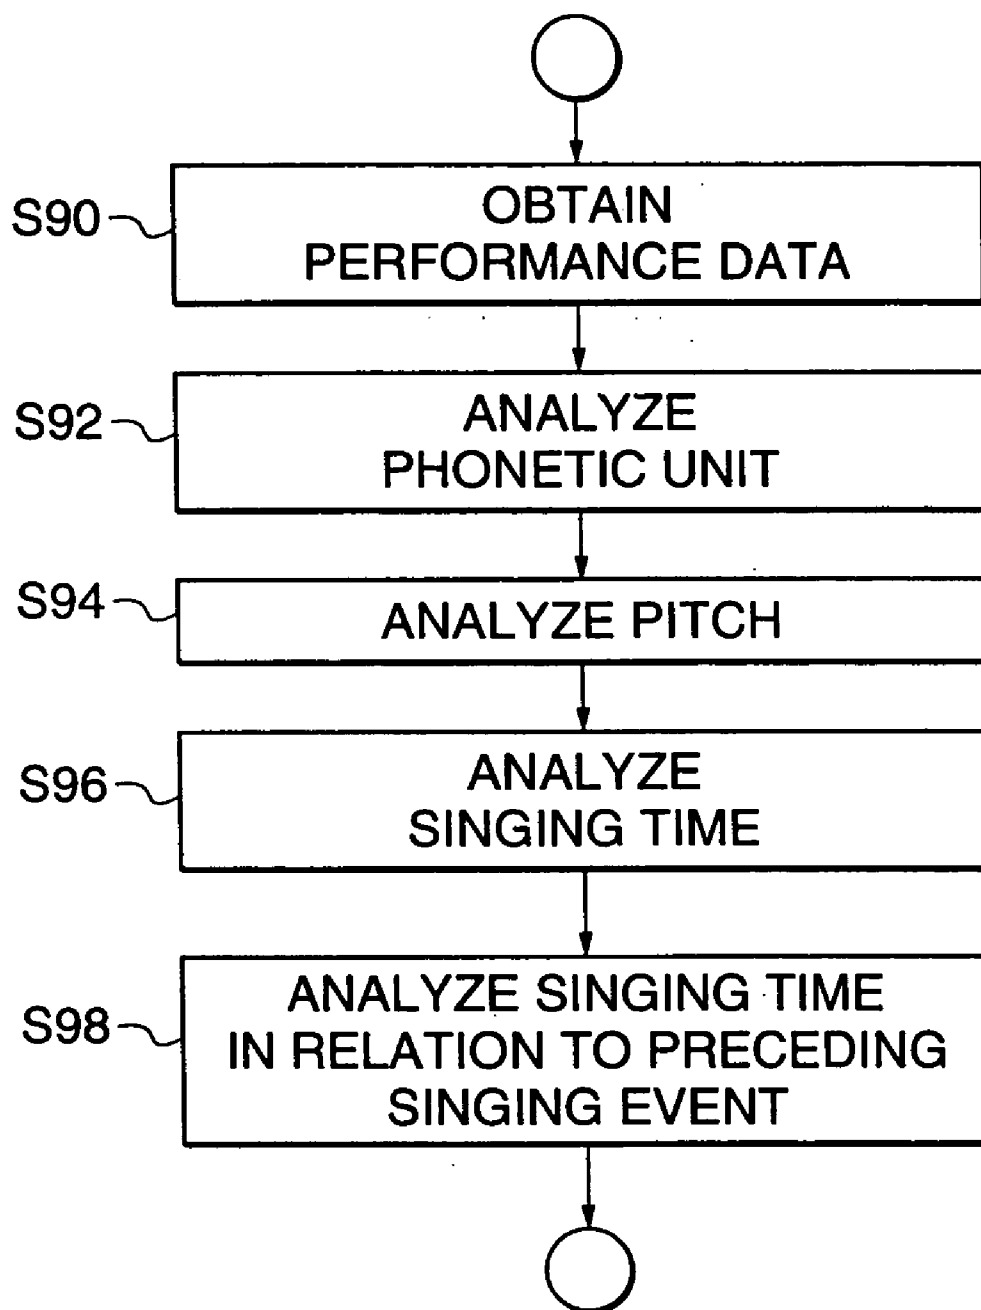 S90
OBTAIN
PERFORMANCE DATA
S92
ANALYZE
PHONETIC UNIT
S94
ANALYZE PITCH
S96
ANALYZE
SINGING TIME
S98
ANALYZE SINGING TIME
IN RELATION TO PRECEDING
SINGING EVENT